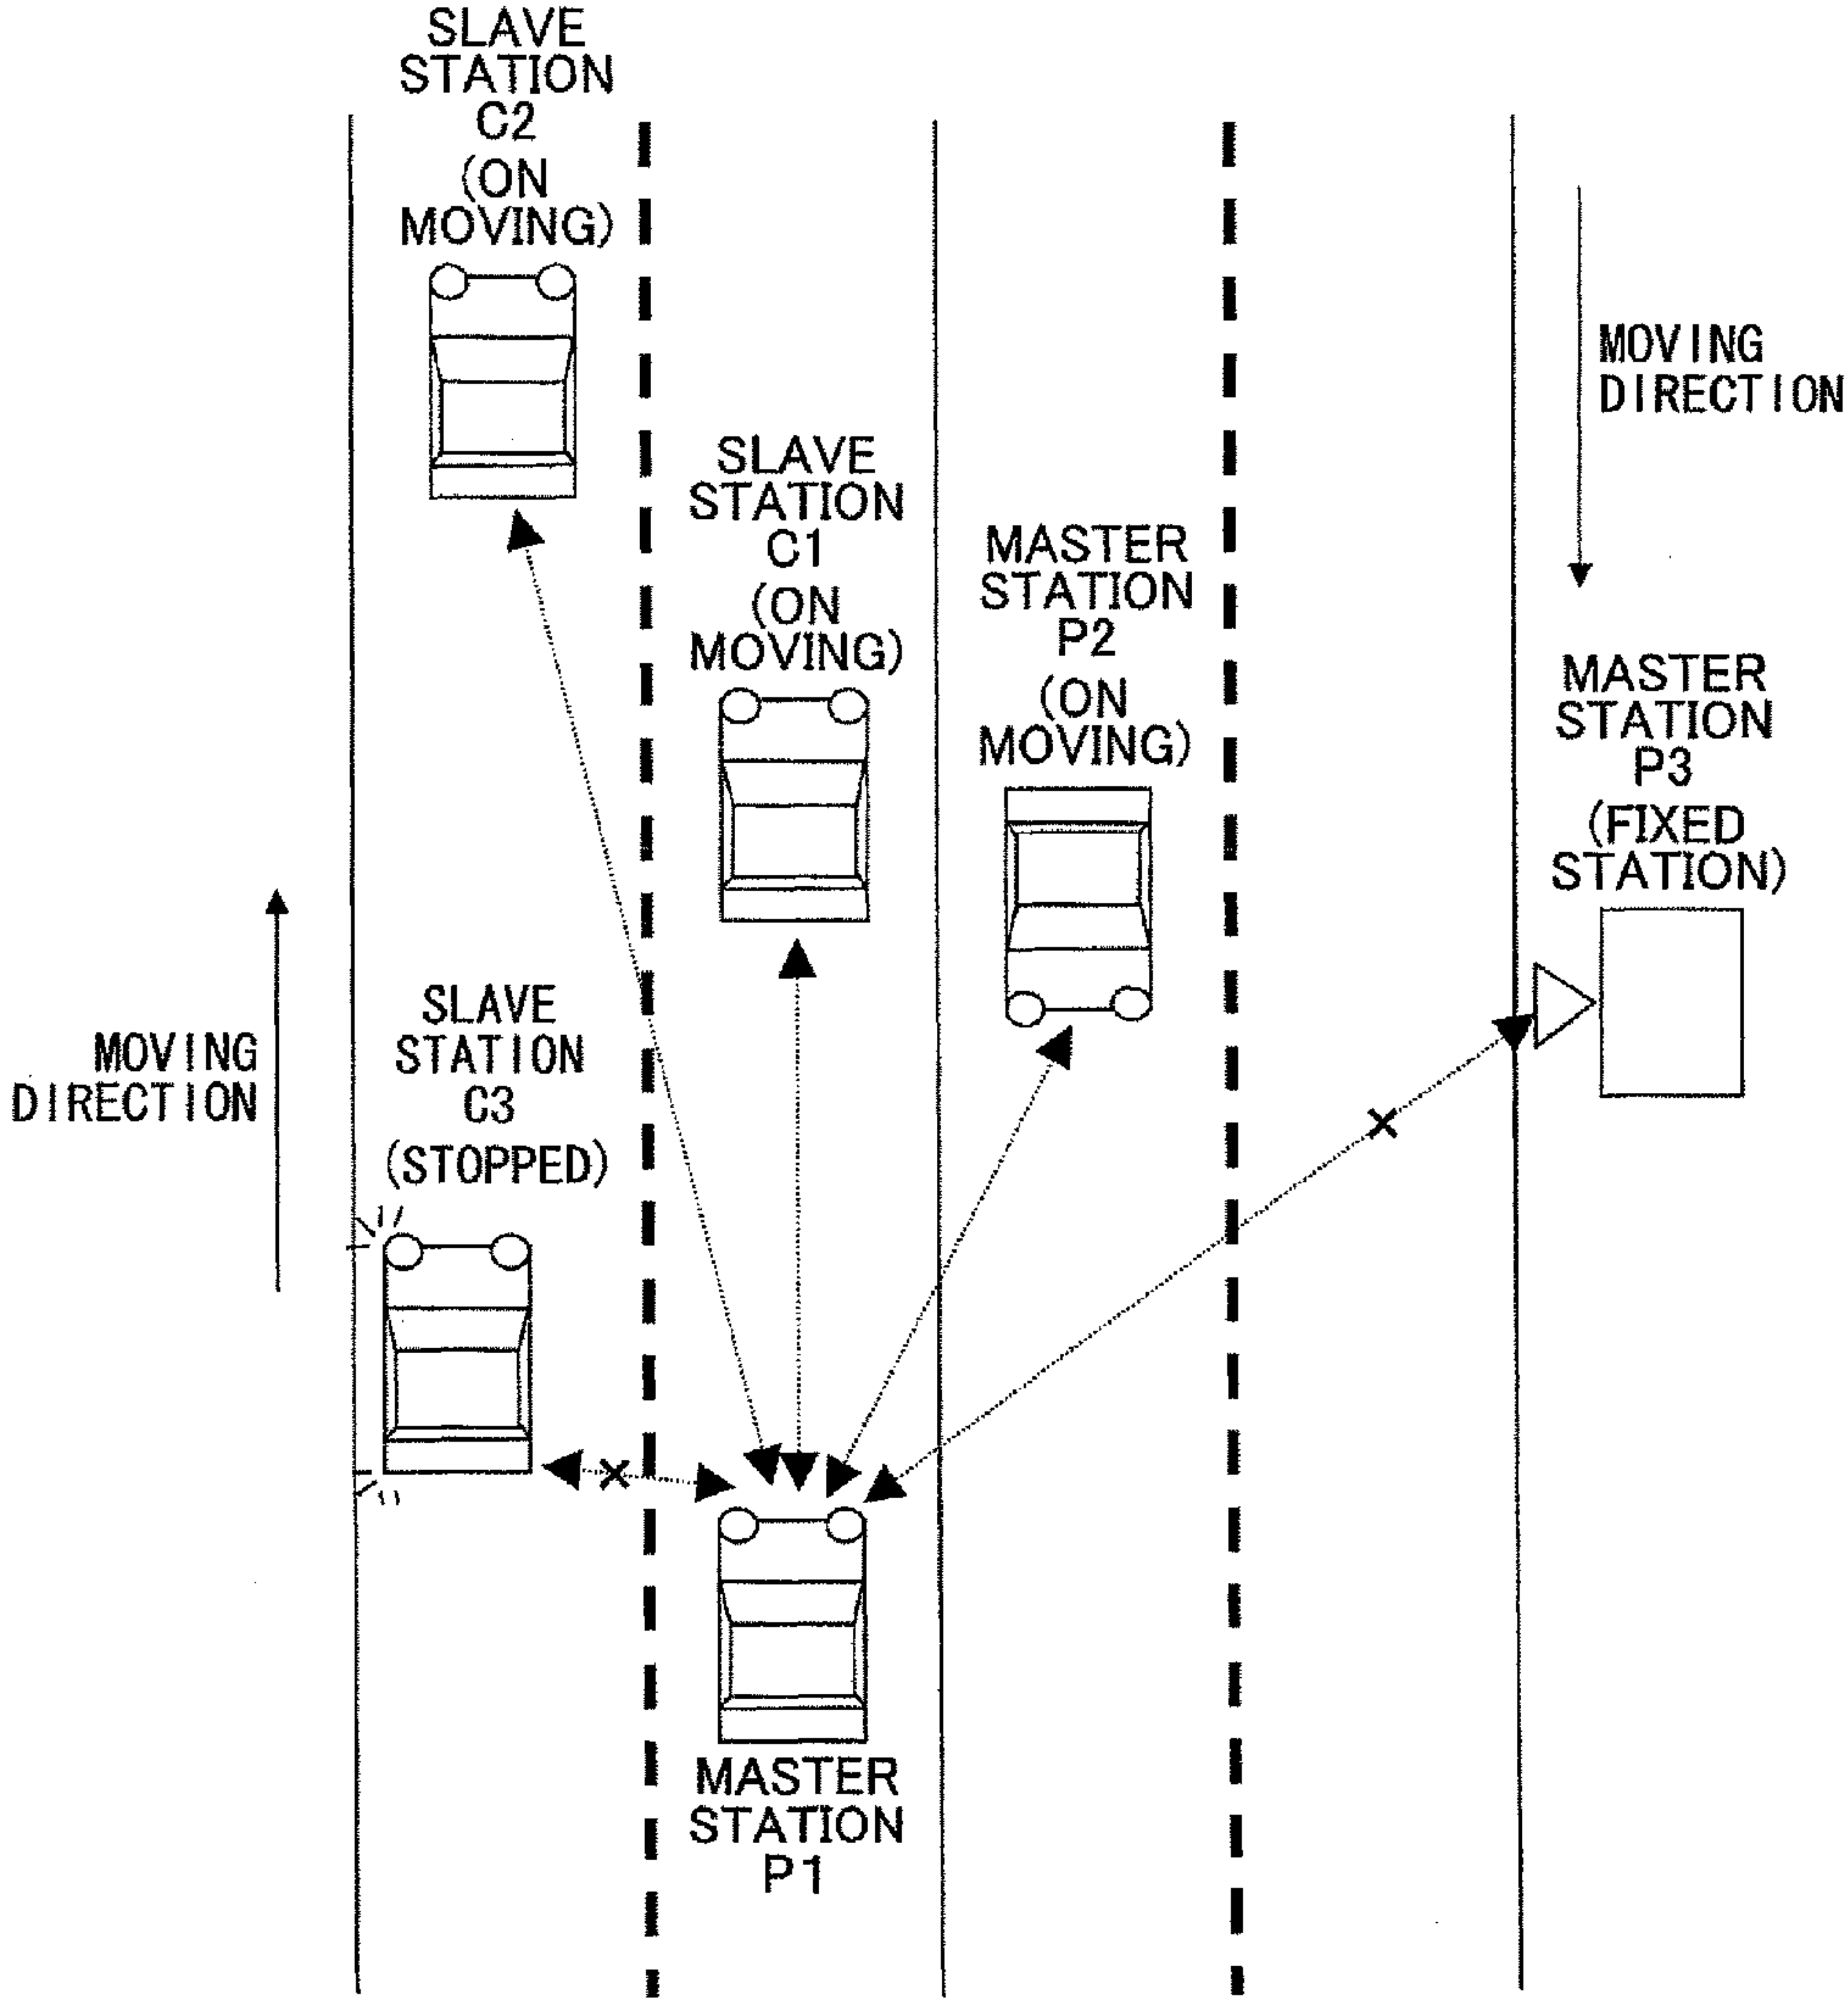 SLAVE
STATION
C2
(ON
MOVING)
SLAVE
STATION
C1
(ON
MOVING)
MASTER
STATION
P2
(ON
MOVING)
MOVING
DIRECTION
MASTER
STATION
P3
(FIXED
STATION)
MOVING
DIRECTION
SLAVE
STATION
C3
(STOPPED)
MASTER
STATION
P1